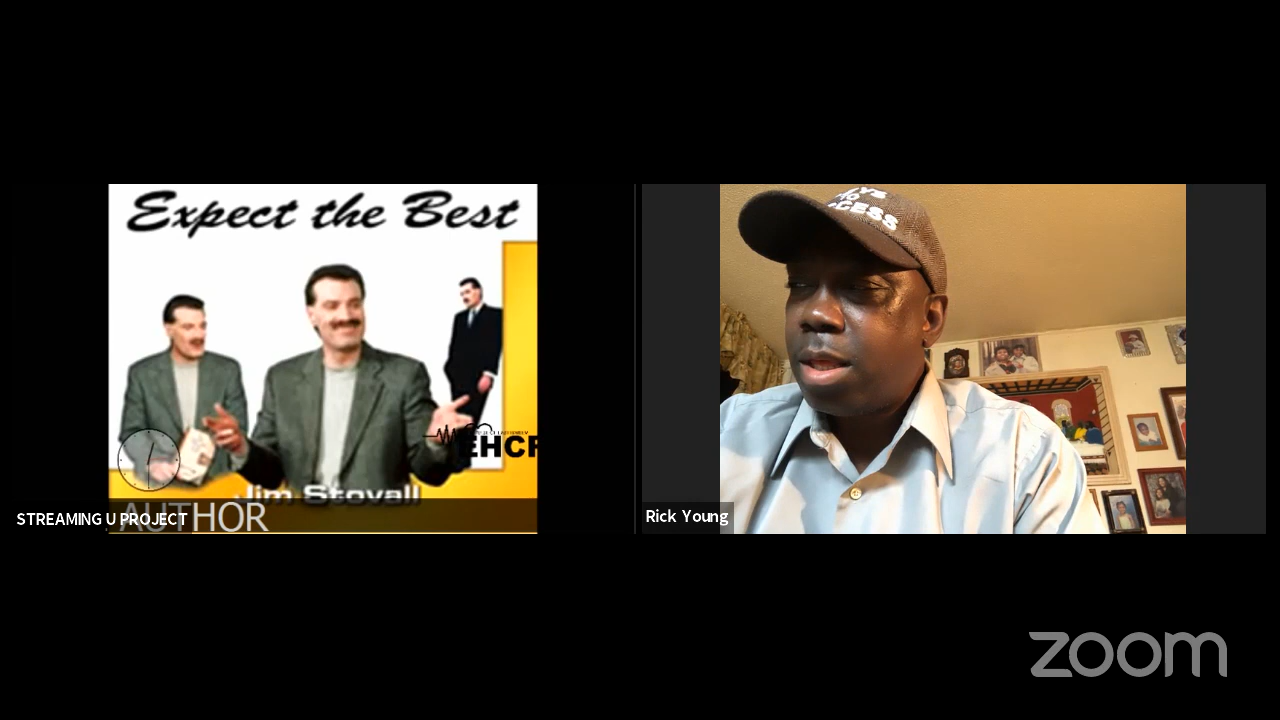 Expect the Best
EHCR
Jim Stovall
AUTHOR
STREAMING U PROJECT
Rick Young
zoom